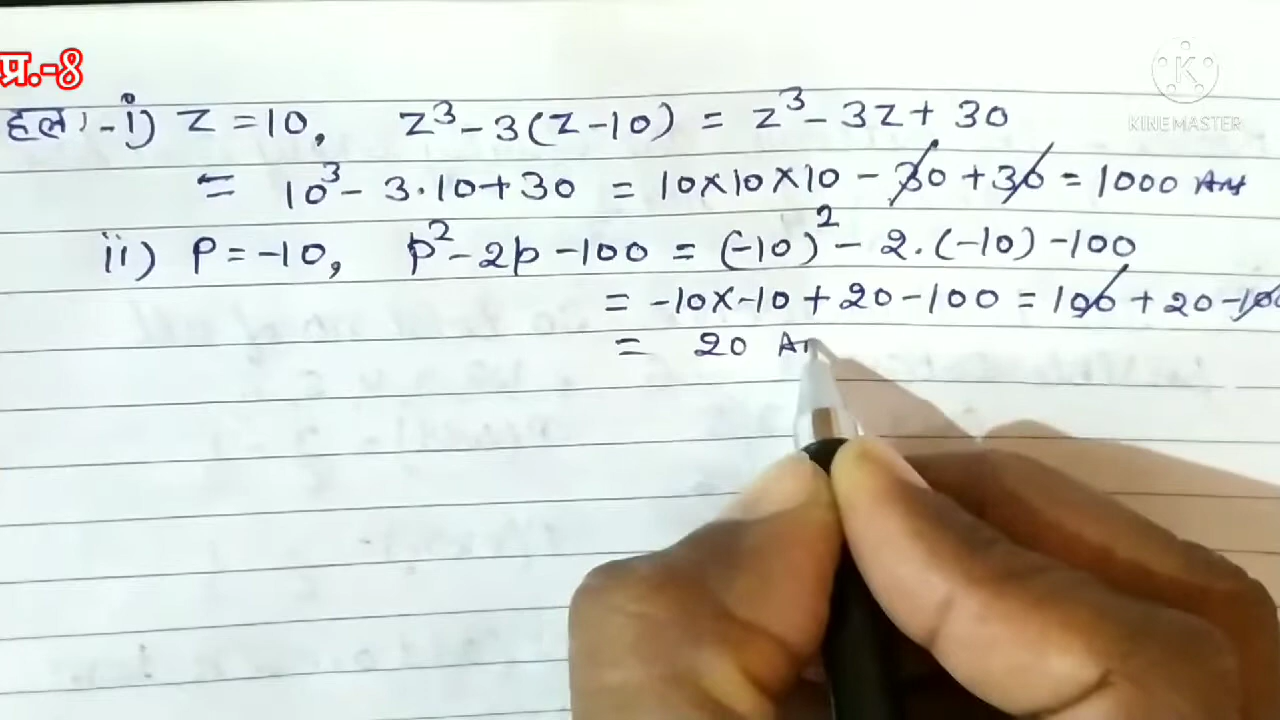 प्र.-8
KINEMASTER
हल :- i) Z = 10, Z³ - 3(Z - 10) = Z³ - 3Z + 30
= 10³ - 3·10 + 30 = 10×10×10 - 30 + 30 = 1000 Ans
ii) P = -10, p² - 2p - 100 = (-10)² - 2·(-10) - 100
= -10×-10 + 20 - 100 = 100 + 20 - 100
= 20 An